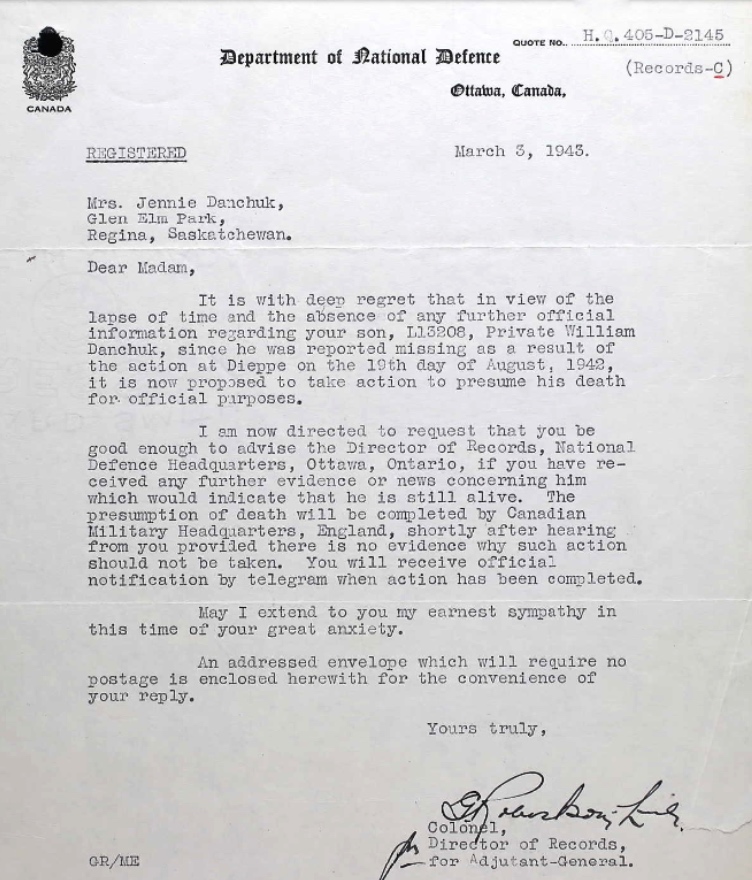 CANADA
Department of National Defence
QUOTE NO. H.Q. 405-D-2145
(Records-C)
Ottawa, Canada,
REGISTERED
March 3, 1943.
Mrs. Jennie Danchuk,
Glen Elm Park,
Regina, Saskatchewan.
Dear Madam,
It is with deep regret that in view of the
lapse of time and the absence of any further official
information regarding your son, L13208, Private William
Danchuk, since he was reported missing as a result of
the action at Dieppe on the 19th day of August, 1942,
it is now proposed to take action to presume his death
for official purposes.
I am now directed to request that you be
good enough to advise the Director of Records, National
Defence Headquarters, Ottawa, Ontario, if you have re-
ceived any further evidence or news concerning him
which would indicate that he is still alive. The
presumption of death will be completed by Canadian
Military Headquarters, England, shortly after hearing
from you provided there is no evidence why such action
should not be taken. You will receive official
notification by telegram when action has been completed.
May I extend to you my earnest sympathy in
this time of your great anxiety.
An addressed envelope which will require no
postage is enclosed herewith for the convenience of
your reply.
Yours truly,
Colonel,
Director of Records,
for Adjutant-General.
GR/ME